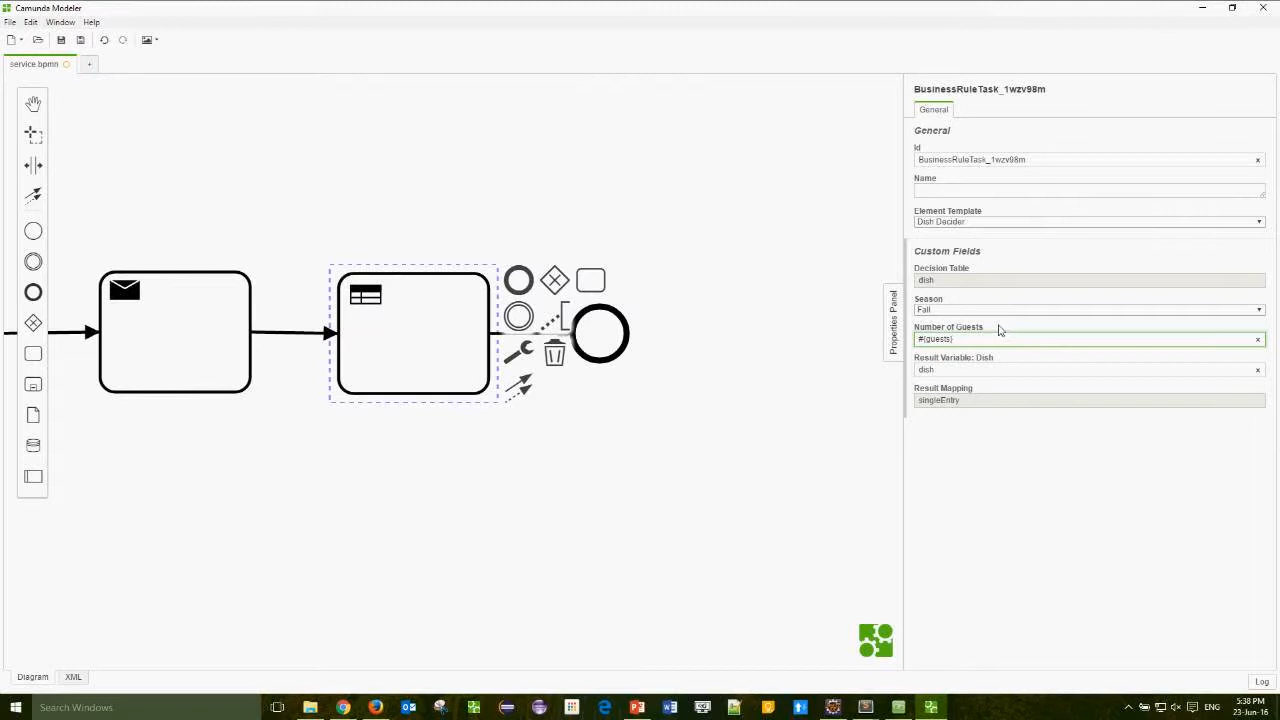 Camunda Modeler
File Edit Window Help
service.bpmn
+
BusinessRuleTask_1wzv98m
General
General
Id
BusinessRuleTask_1wzv98m
x
Name
Element Template
Dish Decider
Custom Fields
Decision Table
dish
Season
Fall
Number of Guests
#{guests}
x
Result Variable: Dish
dish
x
Result Mapping
singleEntry
Properties Panel
Diagram XML
Log
Search Windows
ENG
5:38 PM
23-Jun-16